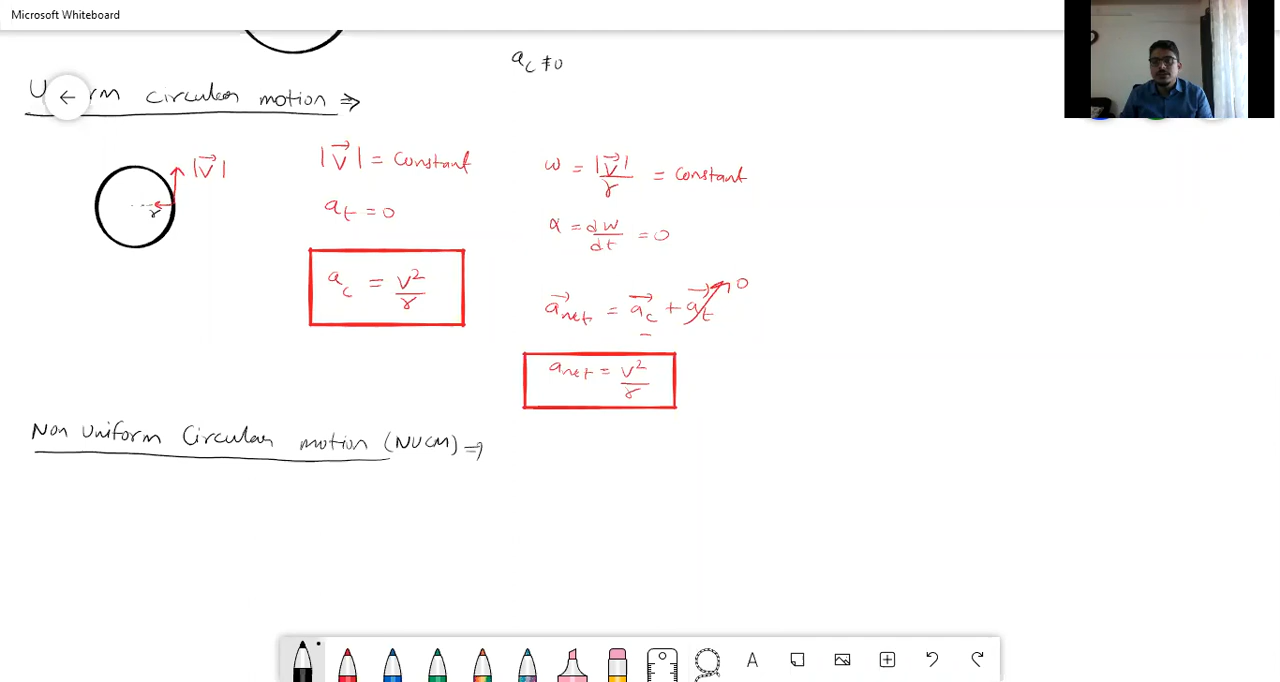 Microsoft Whiteboard
a_c ≠ 0
U rm circular motion ⇒
|V⃗|
r
|V⃗| = constant
a_t = 0
a_c = v²/r
ω = |V⃗|/r = constant
α = dω/dt = 0
a⃗_net = a⃗_c + a⃗_t 0
a_net = v²/r
Non Uniform Circular motion (NUCM) ⇒
A